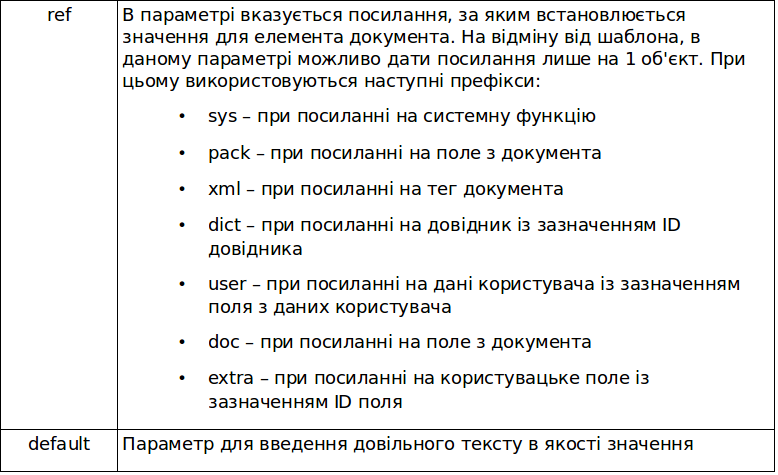 ref
В параметрі вказується посилання, за яким встановлюється
значення для елемента документа. На відміну від шаблона, в
даному параметрі можливо дати посилання лише на 1 об'єкт. При
цьому використовуються наступні префікси:
• sys – при посиланні на системну функцію
• pack – при посиланні на поле з документа
• xml – при посиланні на тег документа
• dict – при посиланні на довідник із зазначенням ID
довідника
• user – при посиланні на дані користувача із зазначенням
поля з даних користувача
• doc – при посиланні на поле з документа
• extra – при посиланні на користувацьке поле із
зазначенням ID поля
default
Параметр для введення довільного тексту в якості значення